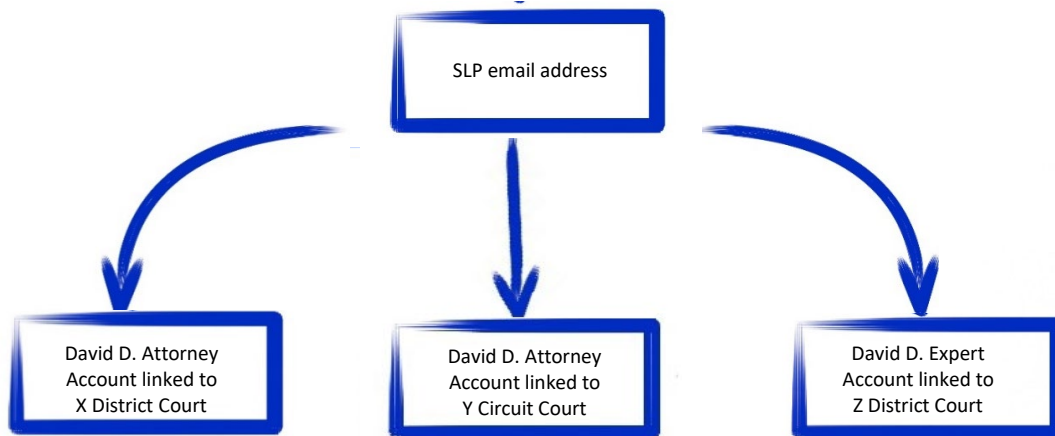 SLP email address
David D. Attorney
Account linked to
X District Court
David D. Attorney
Account linked to
Y Circuit Court
David D. Expert
Account linked to
Z District Court